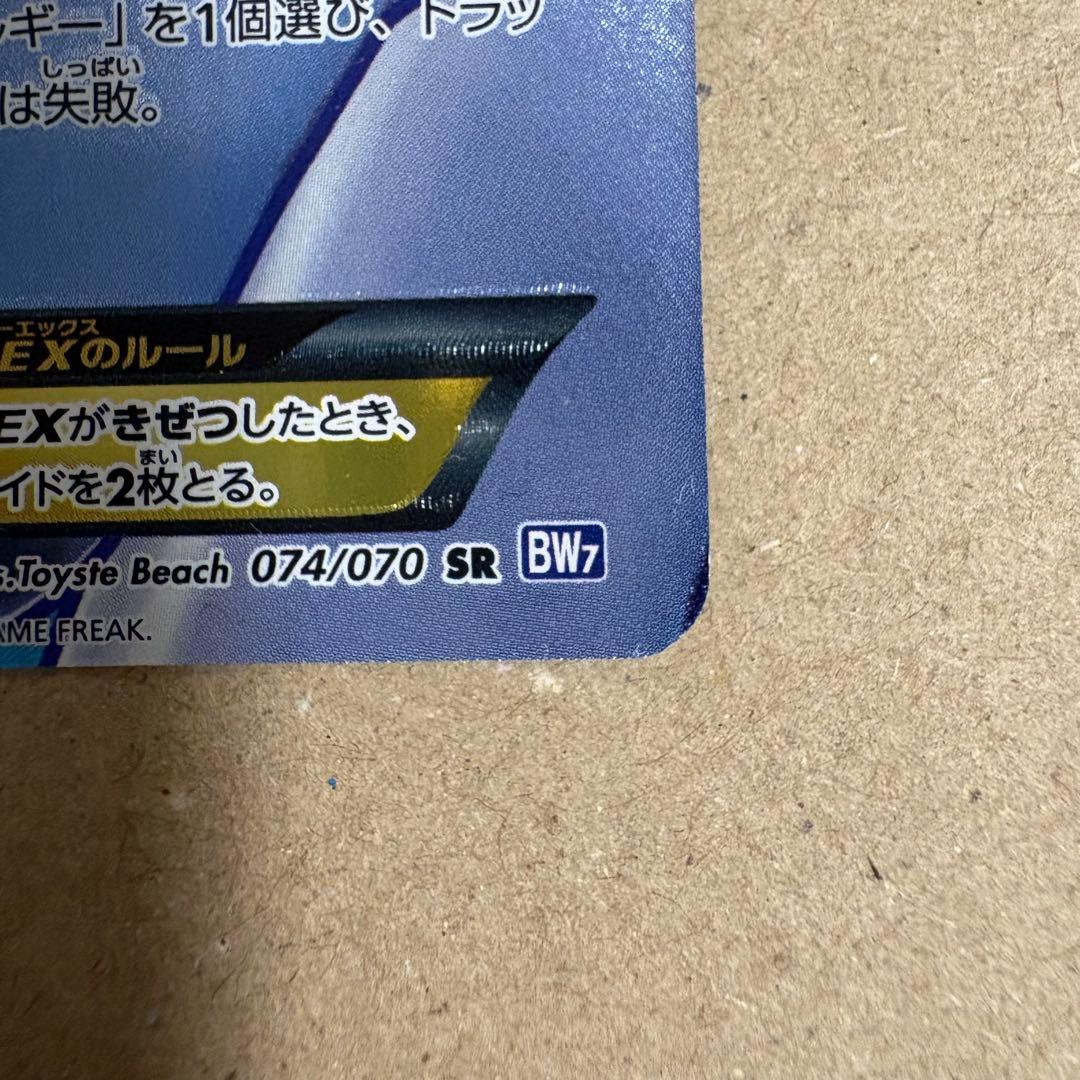 ルギー」を1個選び、トラッ
しっぱい
は失敗。
ーエックス
EXのルール
EXがきぜつしたとき、
まい
イドを2枚とる。
s.Toyste Beach 074/070 SR BW7
AME FREAK.